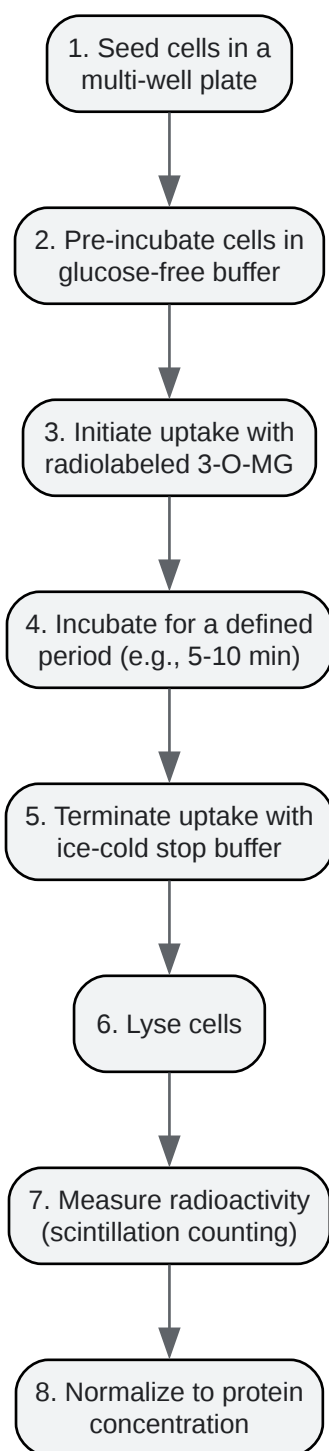 1. Seed cells in a
multi-well plate
2. Pre-incubate cells in
glucose-free buffer
3. Initiate uptake with
radiolabeled 3-O-MG
4. Incubate for a defined
period (e.g., 5-10 min)
5. Terminate uptake with
ice-cold stop buffer
6. Lyse cells
7. Measure radioactivity
(scintillation counting)
8. Normalize to protein
concentration